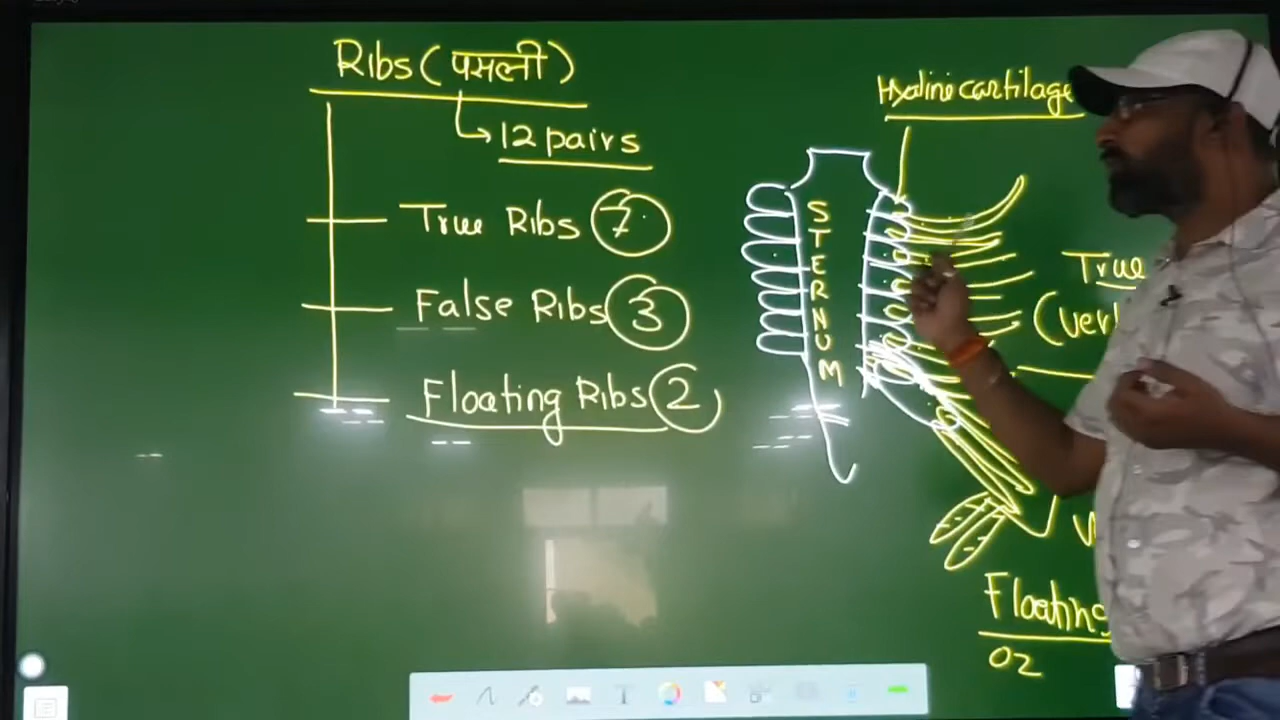 Ribs (पसली)
12 pairs
True Ribs 7
False Ribs 3
Floating Ribs 2
Hyaline cartilage
STERNUM
True
Floating
02